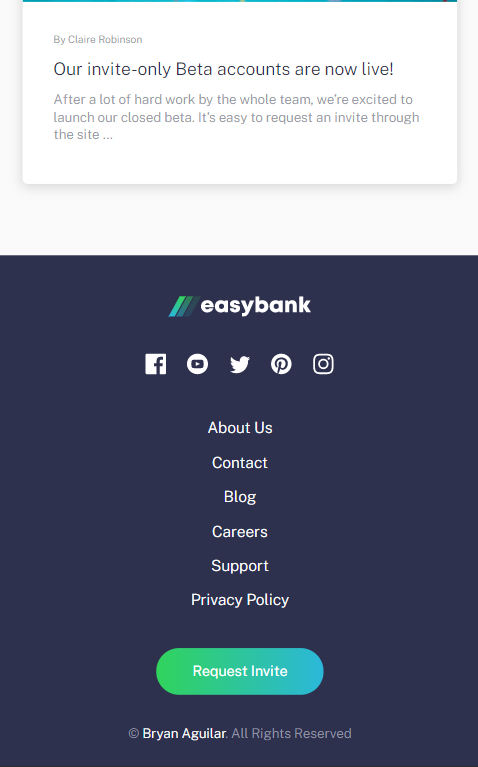 By Claire Robinson
Our invite-only Beta accounts are now live!
After a lot of hard work by the whole team, we're excited to
launch our closed beta. It's easy to request an invite through
the site ...
easybank
About Us
Contact
Blog
Careers
Support
Privacy Policy
Request Invite
© Bryan Aguilar. All Rights Reserved